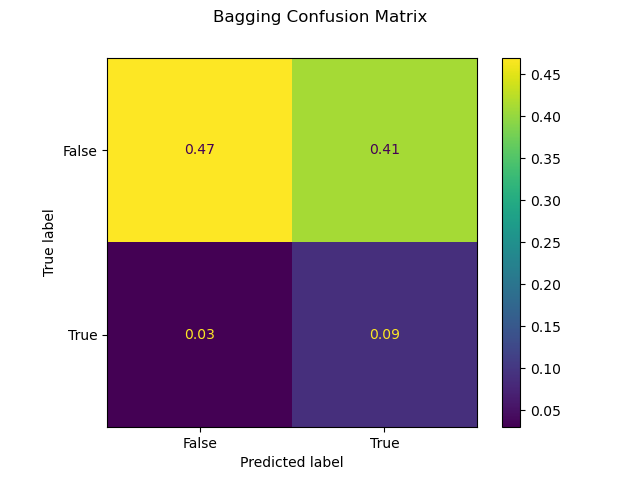 Bagging Confusion Matrix
0.45
0.40
0.35
0.30
0.25
0.20
0.15
0.10
0.05
False
0.47
0.41
True
0.03
0.09
True label
False
True
Predicted label